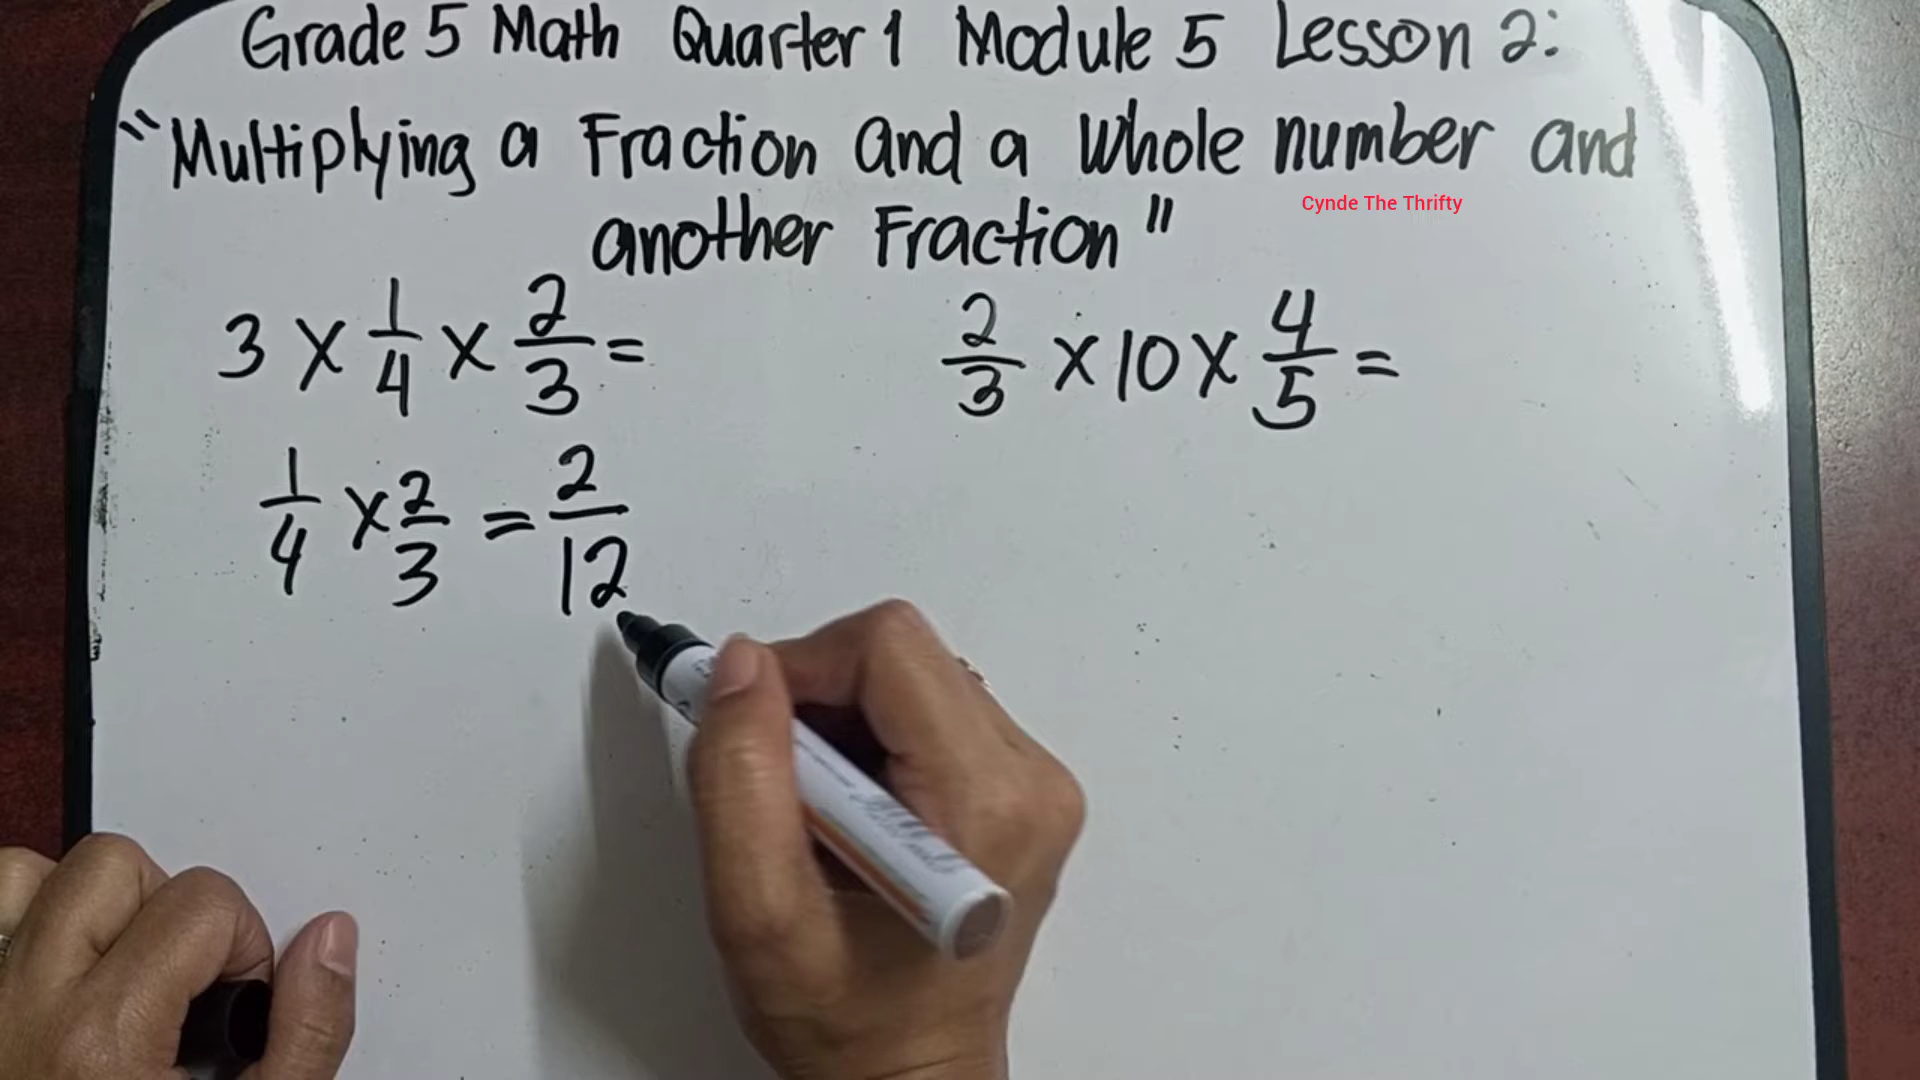 Grade 5 Math Quarter 1 Module 5 Lesson 2:
"Multiplying a Fraction and a Whole number and
another Fraction"
Cynde The Thrifty
3 X 1/4 X 2/3 =
2/3 X 10 X 4/5 =
1/4 X 2/3 = 2/12